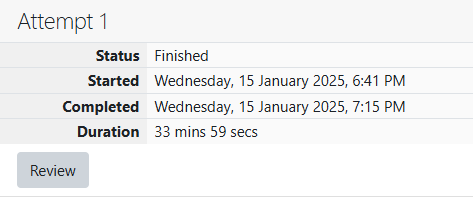 Attempt 1
Status Finished
Started Wednesday, 15 January 2025, 6:41 PM
Completed Wednesday, 15 January 2025, 7:15 PM
Duration 33 mins 59 secs
Review